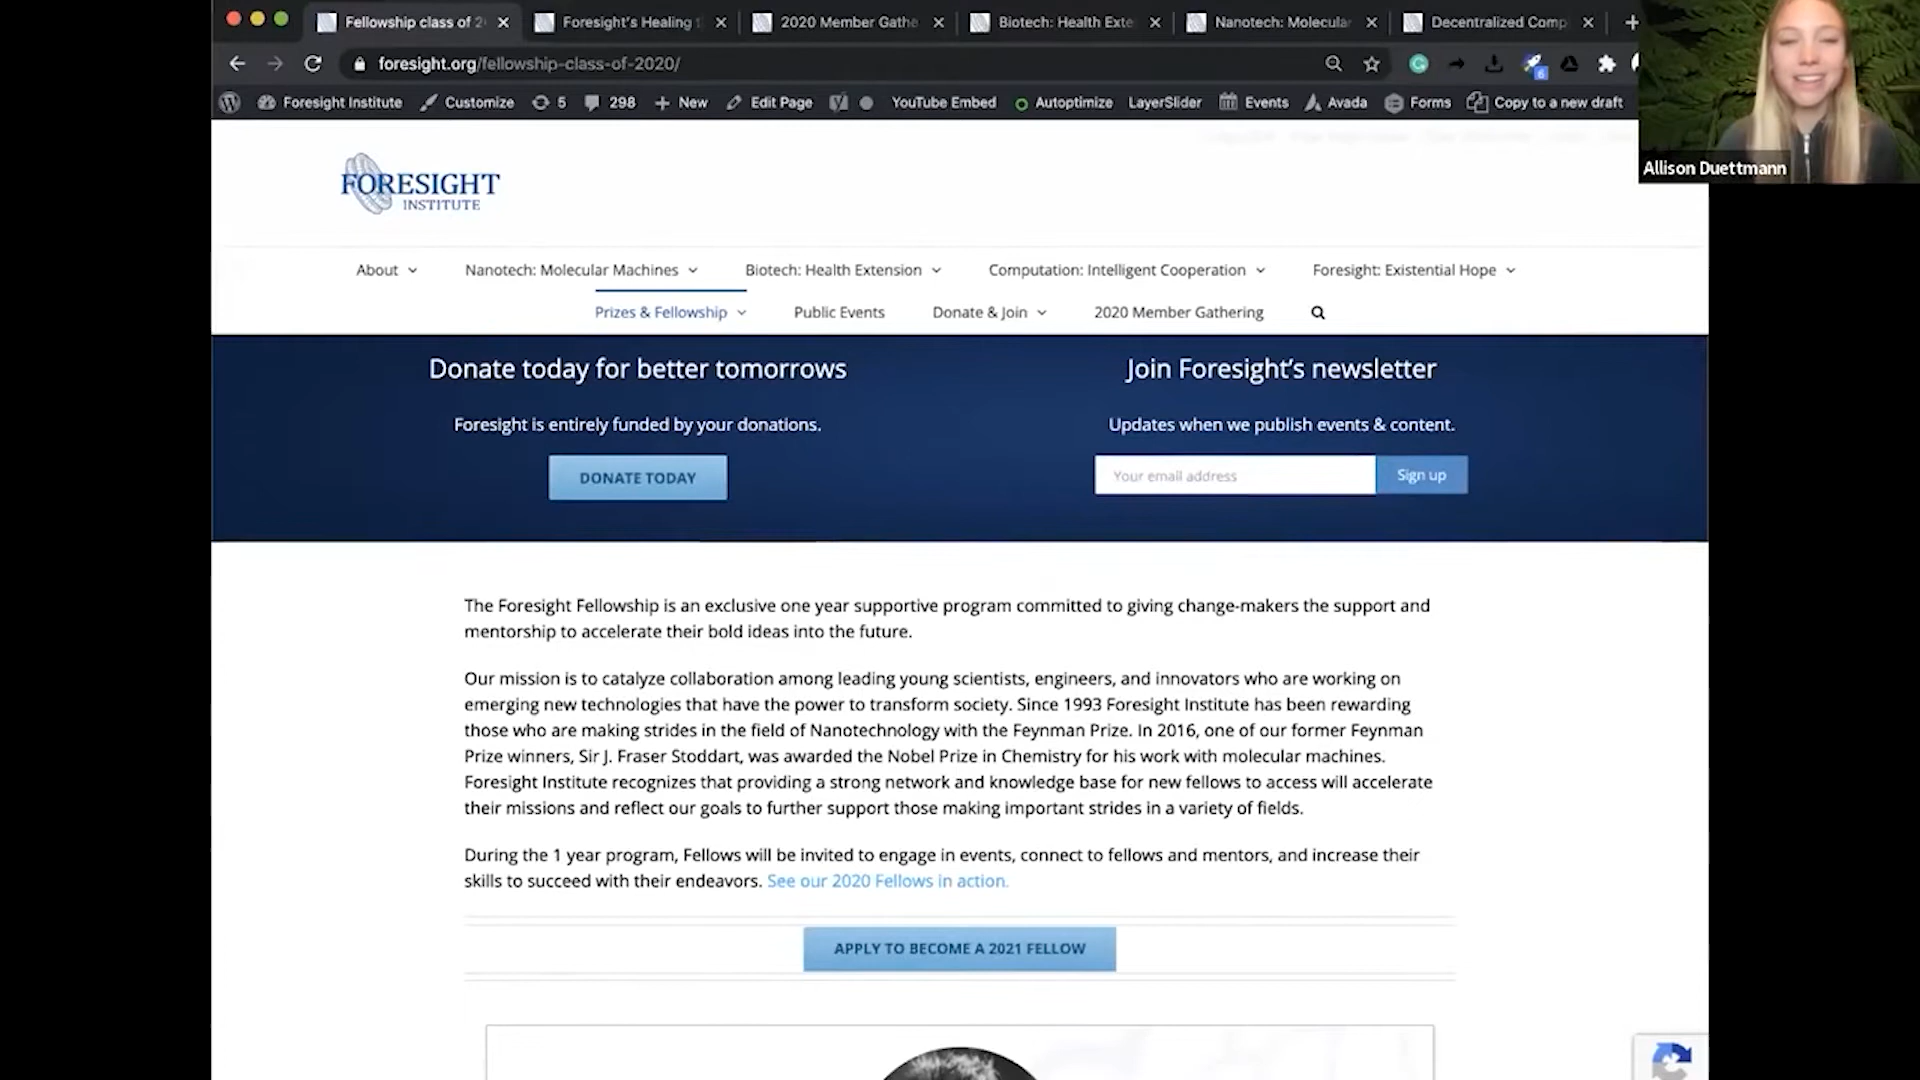 Fellowship class of 2
Foresight's Healing
2020 Member Gathe
Biotech: Health Exte
Nanotech: Molecular
Decentralized Comp
foresight.org/fellowship-class-of-2020/
6
Foresight Institute
Customize
5
298
New
Edit Page
YouTube Embed
Autoptimize
LayerSlider
Events
Avada
Forms
Copy to a new draft
Allison Duettmann
FORESIGHT
INSTITUTE
About
Nanotech: Molecular Machines
Biotech: Health Extension
Computation: Intelligent Cooperation
Foresight: Existential Hope
Prizes & Fellowship
Public Events
Donate & Join
2020 Member Gathering
Donate today for better tomorrows
Foresight is entirely funded by your donations.
DONATE TODAY
Join Foresight's newsletter
Updates when we publish events & content.
Your email address
Sign up
The Foresight Fellowship is an exclusive one year supportive program committed to giving change-makers the support and
mentorship to accelerate their bold ideas into the future.
Our mission is to catalyze collaboration among leading young scientists, engineers, and innovators who are working on
emerging new technologies that have the power to transform society. Since 1993 Foresight Institute has been rewarding
those who are making strides in the field of Nanotechnology with the Feynman Prize. In 2016, one of our former Feynman
Prize winners, Sir J. Fraser Stoddart, was awarded the Nobel Prize in Chemistry for his work with molecular machines.
Foresight Institute recognizes that providing a strong network and knowledge base for new fellows to access will accelerate
their missions and reflect our goals to further support those making important strides in a variety of fields.
During the 1 year program, Fellows will be invited to engage in events, connect to fellows and mentors, and increase their
skills to succeed with their endeavors. See our 2020 Fellows in action.
APPLY TO BECOME A 2021 FELLOW